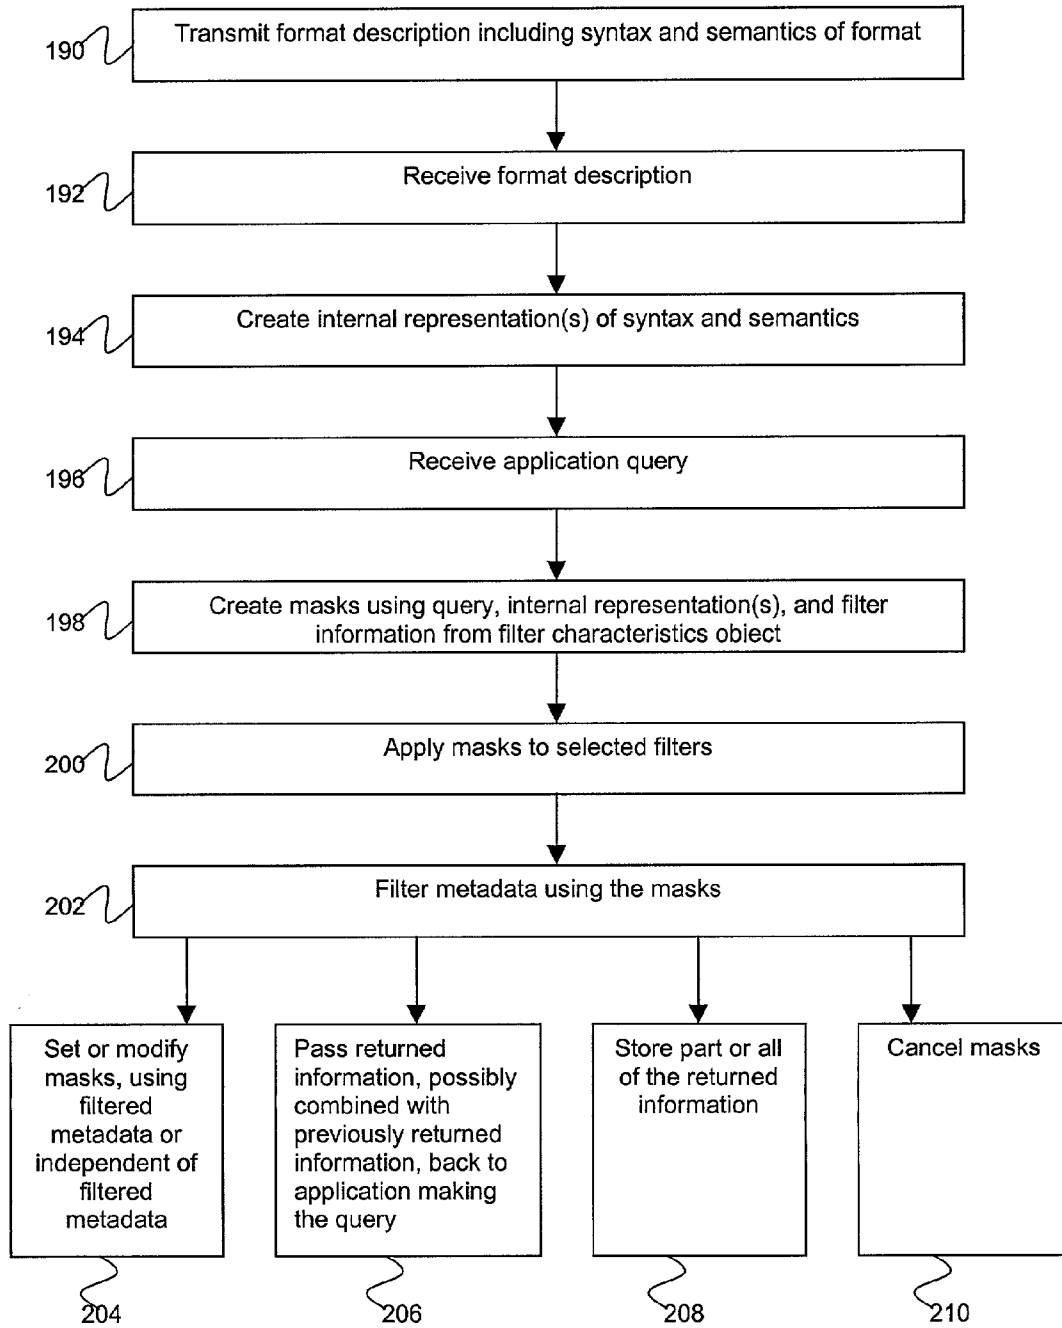 190
Transmit format description including syntax and semantics of format
192
Receive format description
194
Create internal representation(s) of syntax and semantics
196
Receive application query
198
Create masks using query, internal representation(s), and filter
information from filter characteristics object
200
Apply masks to selected filters
202
Filter metadata using the masks
Set or modify
masks, using
filtered
metadata or
independent of
filtered
metadata
Pass returned
information, possibly
combined with
previously returned
information, back to
application making
the query
Store part or all
of the returned
information
Cancel masks
204
206
208
210